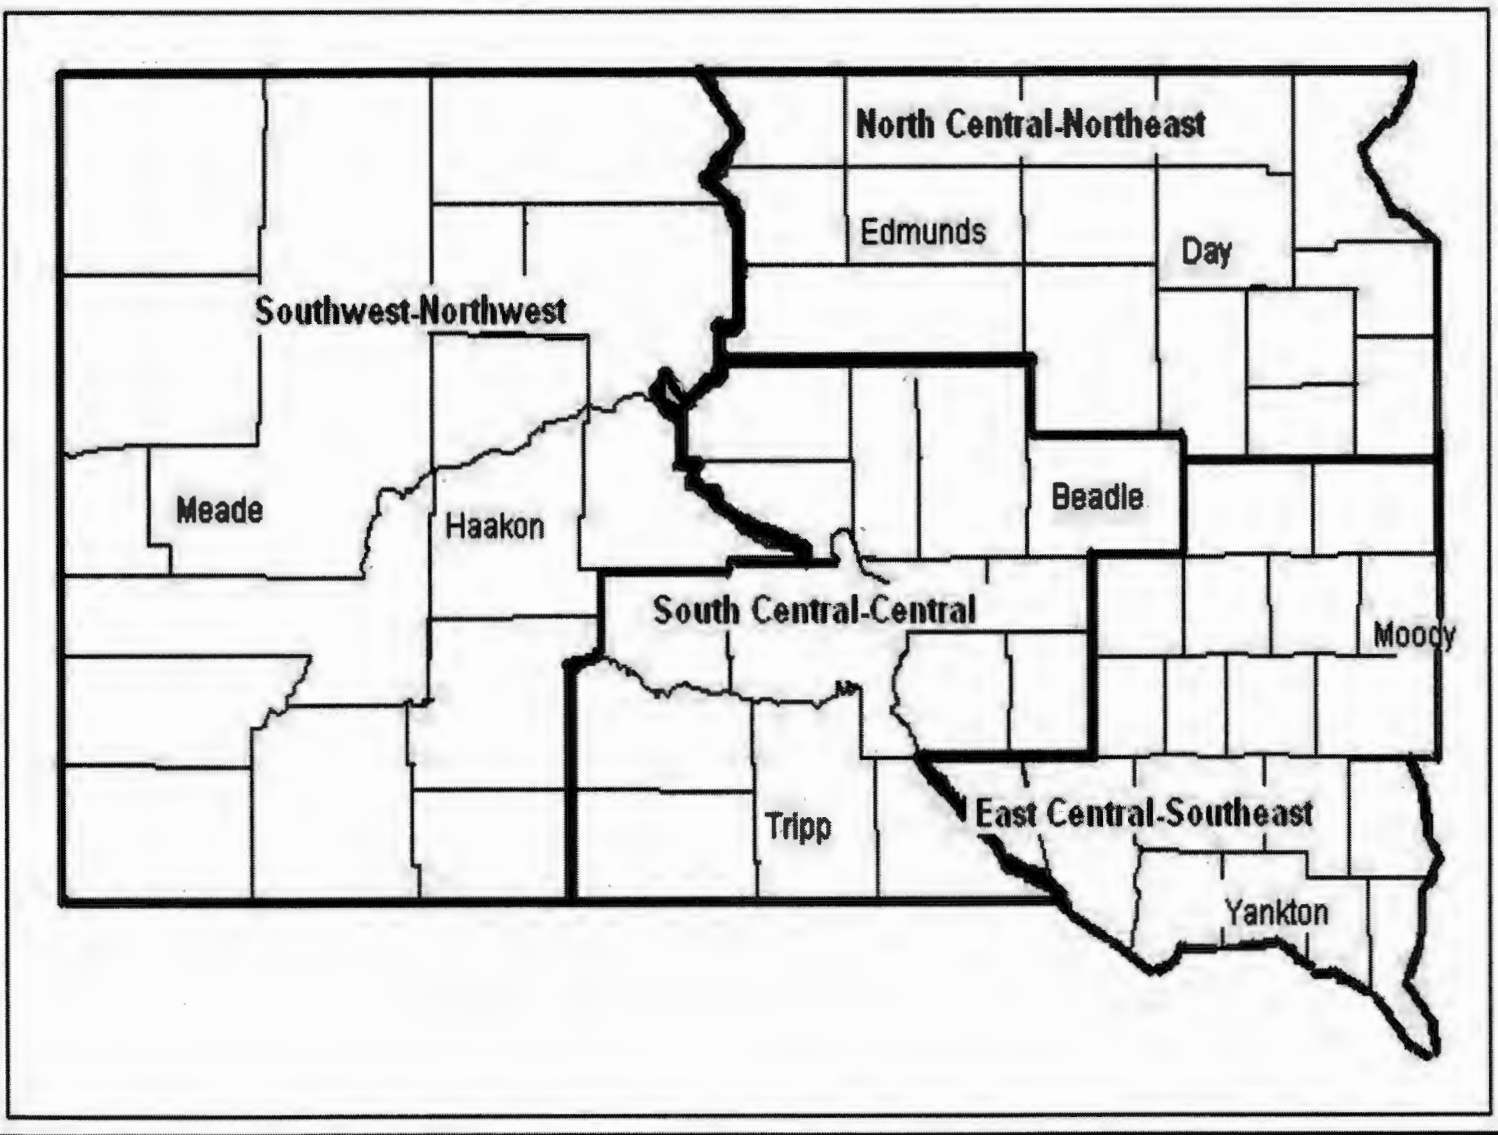 North Central-Northeast
Edmunds
Day
Southwest-Northwest
Meade
Haakon
Beadle
South Central-Central
Moody
Tripp
East Central-Southeast
Yankton